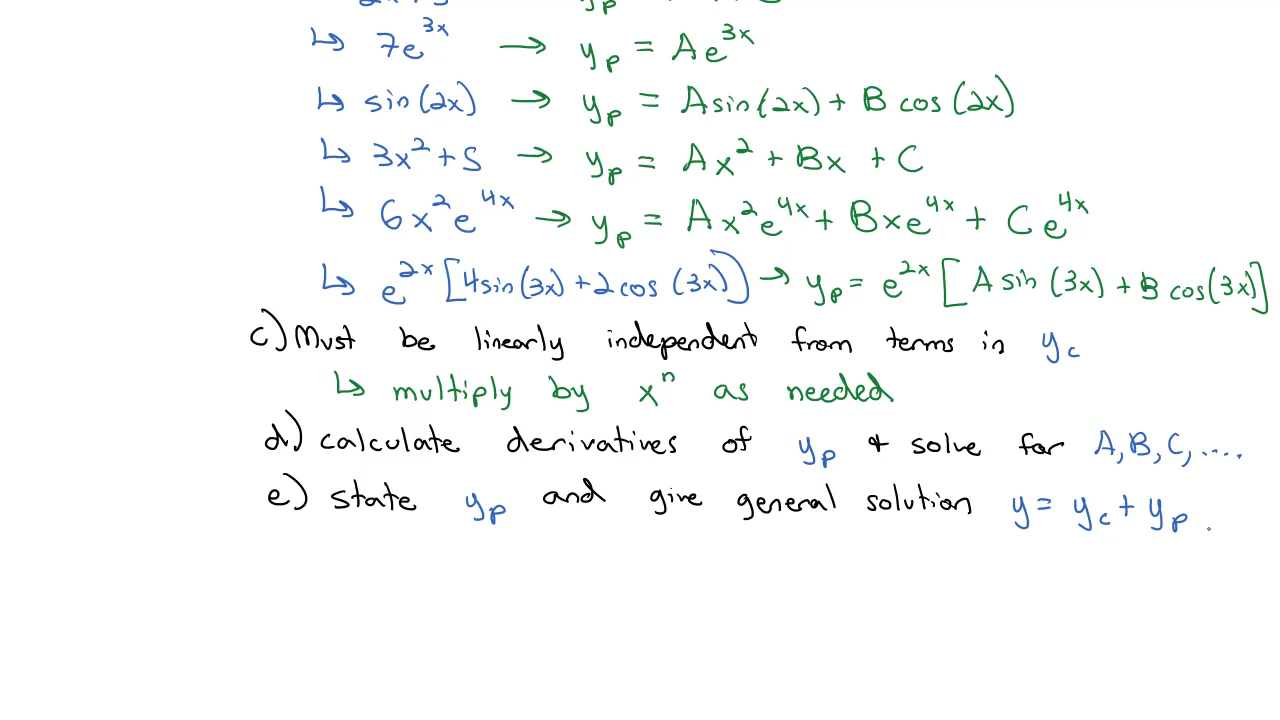 ↳ 7e^{3x} → y_p = Ae^{3x}
↳ sin(2x) → y_p = A sin(2x) + B cos(2x)
↳ 3x^2 + 5 → y_p = Ax^2 + Bx + C
↳ 6x^2e^{4x} → y_p = Ax^2e^{4x} + Bxe^{4x} + Ce^{4x}
↳ e^{2x}[4sin(3x) + 2cos(3x)] → y_p = e^{2x}[A sin(3x) + B cos(3x)]
c) Must be linearly independent from terms in y_c
↳ multiply by x^n as needed
d) calculate derivatives of y_p + solve for A, B, C, ....
e) state y_p and give general solution y = y_c + y_p.